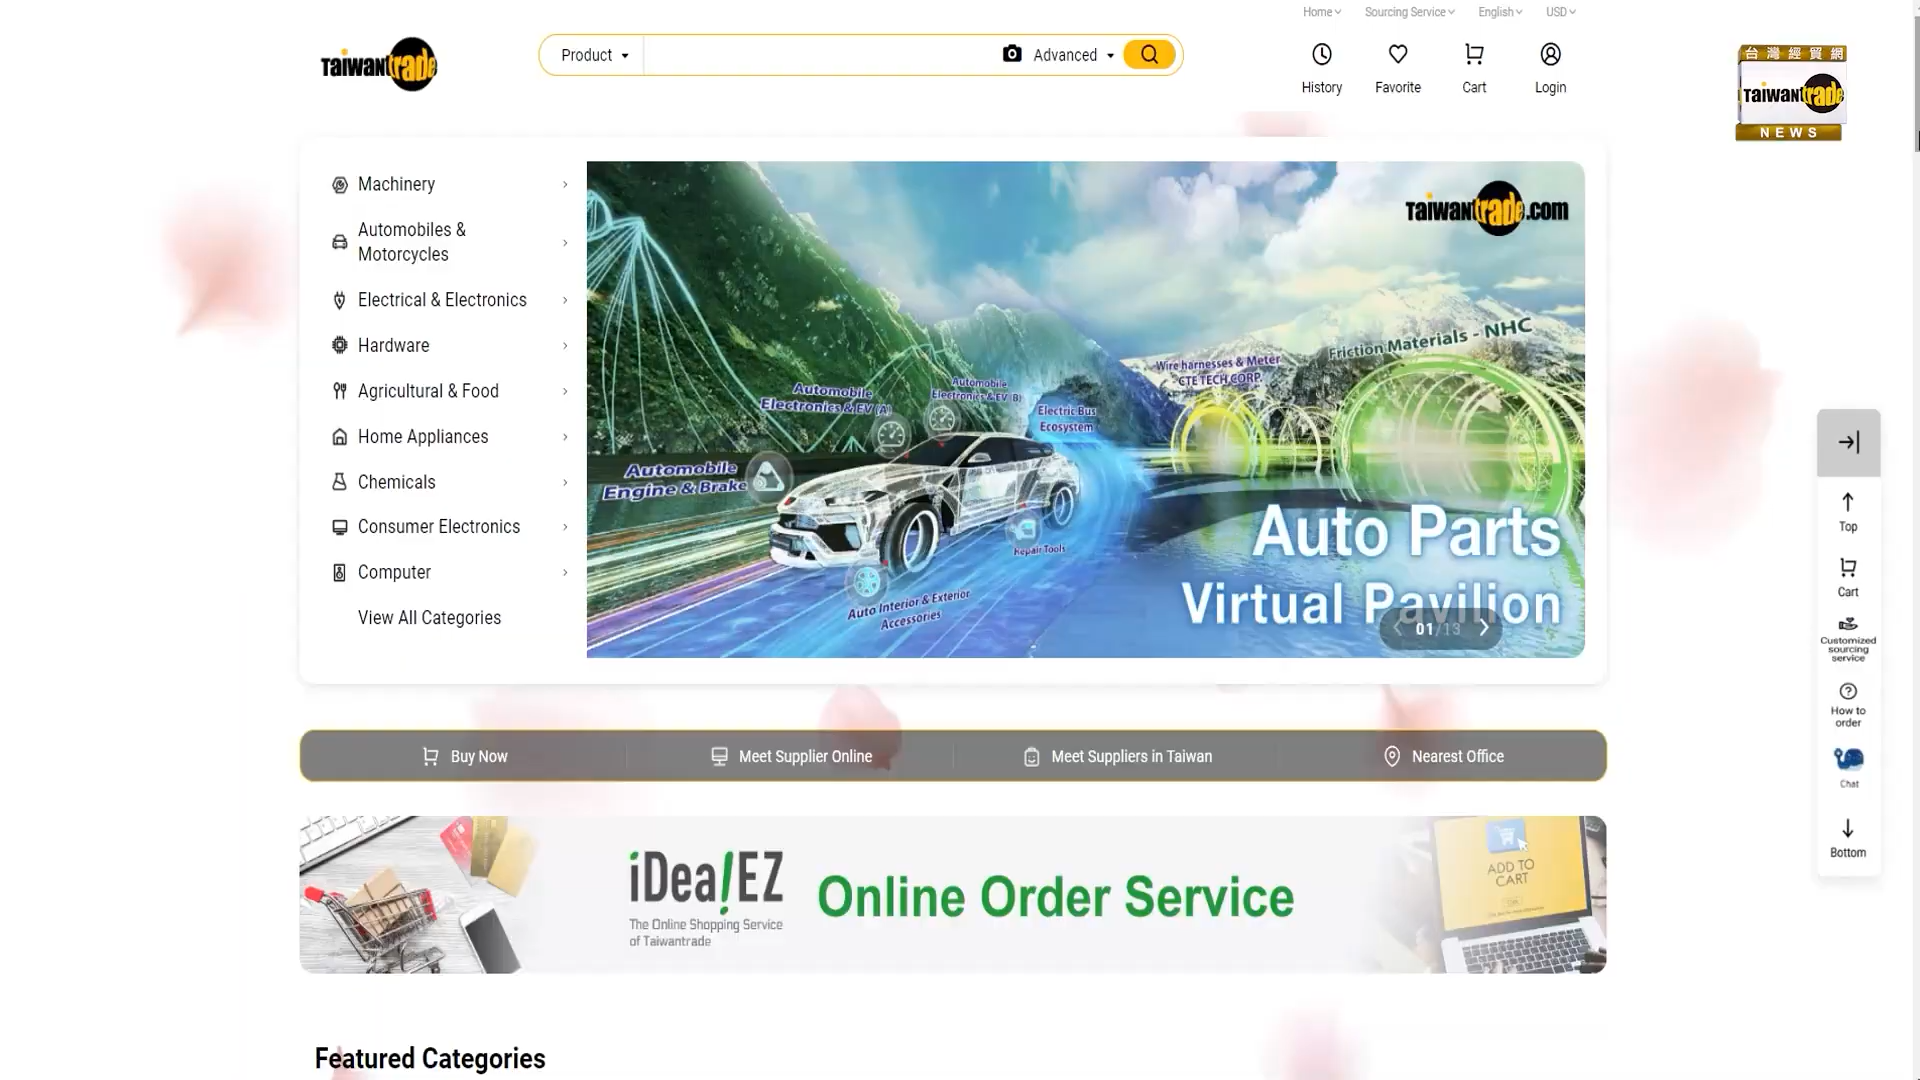 Home
Sourcing Service
English
USD
Taiwantrade
Product
Advanced
History
Favorite
Cart
Login
台灣經貿網
Taiwantrade
NEWS
Machinery
Automobiles &
Motorcycles
Electrical & Electronics
Hardware
Agricultural & Food
Home Appliances
Chemicals
Consumer Electronics
Computer
View All Categories
Taiwantrade.com
Friction Materials - NHC
Wire harnesses & Meter
CTE TECH CORP.
Automobile
Electronics & EV (A)
Automobile
Electronics & EV (B)
Electric Bus
Ecosystem
Automobile
Engine & Brake
Repair Tools
Auto Interior & Exterior
Accessories
Auto Parts
Virtual Pavilion
01/13
Top
Cart
Customized
sourcing
service
How to
order
Chat
Bottom
Buy Now
Meet Supplier Online
Meet Suppliers in Taiwan
Nearest Office
iDea!EZ
The Online Shopping Service
of Taiwantrade
Online Order Service
ADD TO
CART
Featured Categories